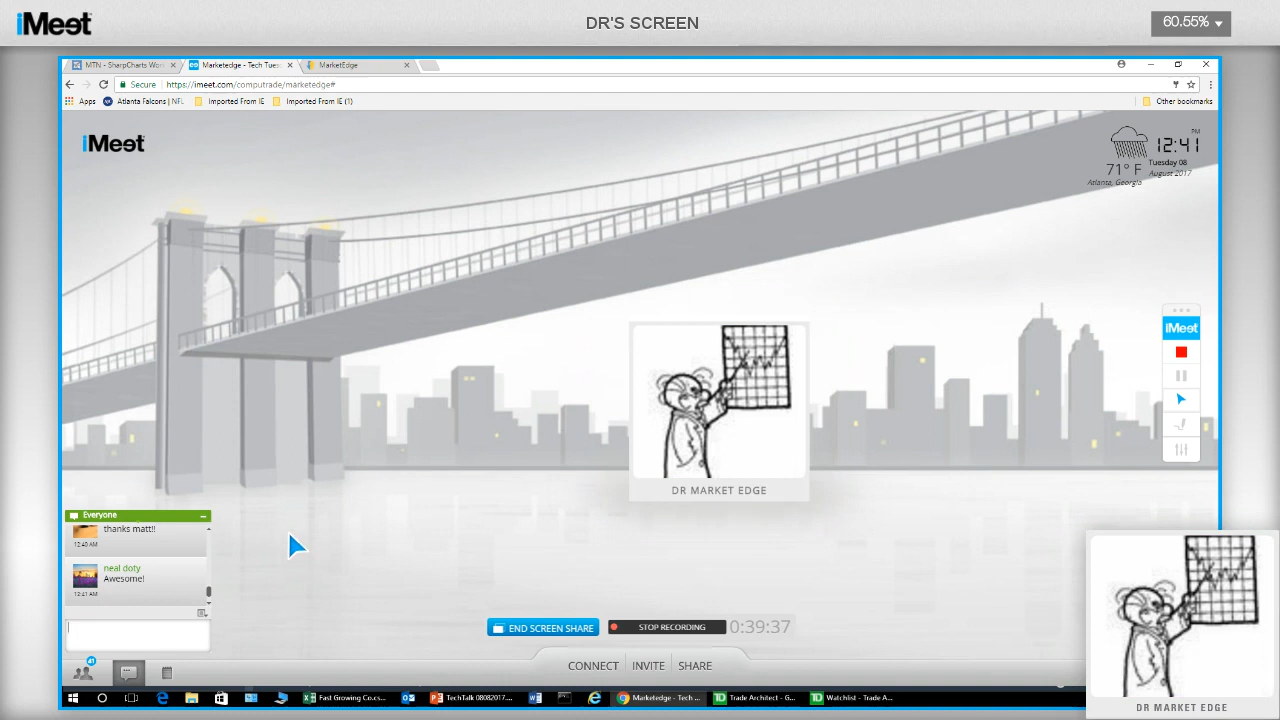 iMeet
DR'S SCREEN
60.55%
MTN - SharpCharts Wor
Marketedge - Tech Tues
MarketEdge
Secure
https://imeet.com/computrade/marketedge#
Apps
Atlanta Falcons | NFL
Imported From IE
Imported From IE (1)
Other bookmarks
iMeet
PM
12:41
71° F
Tuesday 08
August 2017
Atlanta, Georgia
iMeet
DR MARKET EDGE
Everyone
thanks matt!!
12:40 AM
neal doty
Awesome!
12:41 AM
END SCREEN SHARE
STOP RECORDING
0:39:37
41
CONNECT
INVITE
SHARE
Fast Growing Co.cs...
TechTalk 08082017....
Marketedge - Tech ...
Trade Architect - G...
Watchlist - Trade A...
DR MARKET EDGE